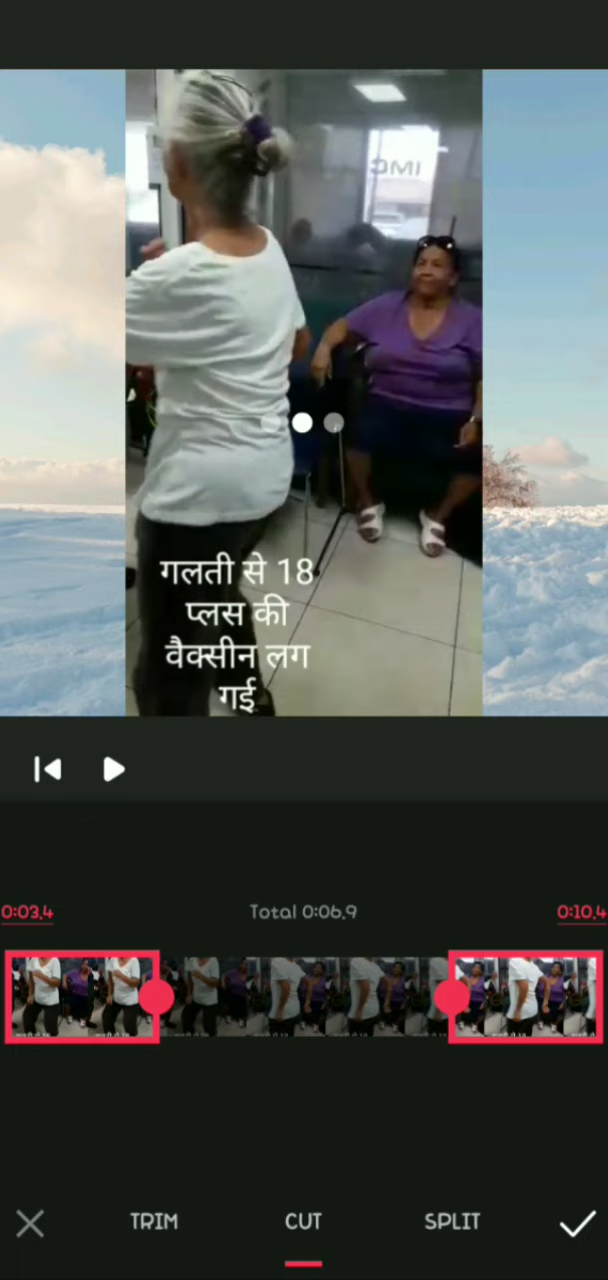 IMC
गलती से 18
प्लस की
वैक्सीन लग
गई
0:03.4
Total 0:06.9
0:10.4
TRIM
CUT
SPLIT